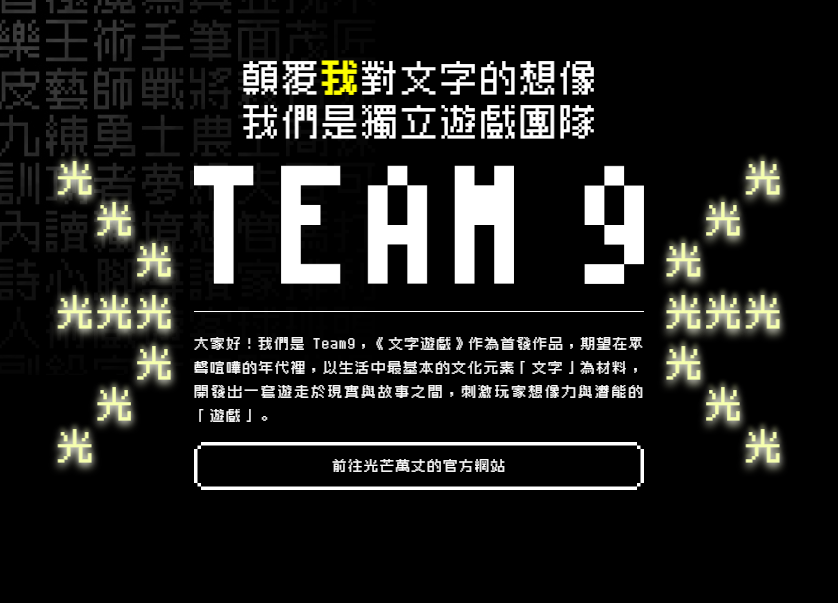 樂王術手筆面茂匠
皮藝師戰將
九練勇士農
顛覆我對文字的想像
我們是獨立遊戲團隊
TEAM 9
光 光
光 光
光 光
光光光 光光光
光 光
光 光
光 光
大家好！我們是 Team9，《文字遊戲》作為首發作品，期望在眾
聲喧嘩的年代裡，以生活中最基本的文化元素「文字」為材料，
開發出一套遊走於現實與故事之間，刺激玩家想像力與潛能的
「遊戲」。
前往光芒萬丈的官方網站